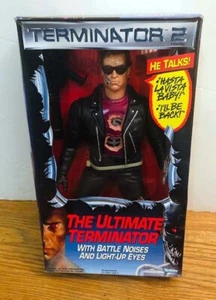 TERMINATOR 2
HE TALKS!
"HASTA
LA VISTA
BABY!"
"I'LL BE
BACK!"
THE ULTIMATE
TERMINATOR
WITH BATTLE NOISES
AND LIGHT-UP EYES